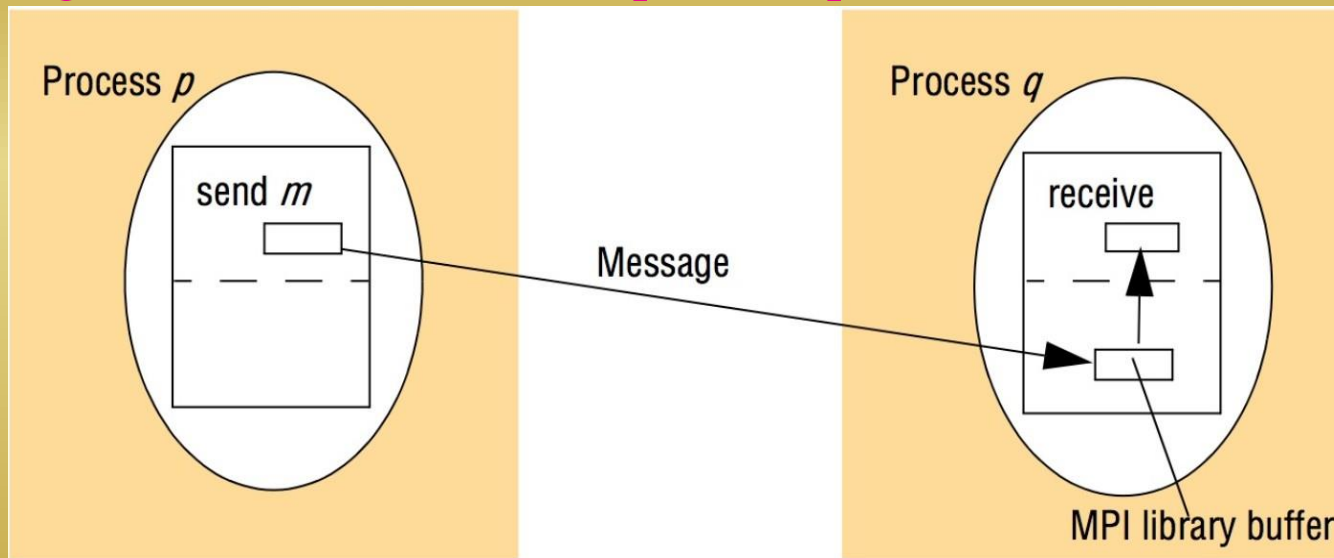 Process p
Process q
send m
receive
Message
MPI library buffer